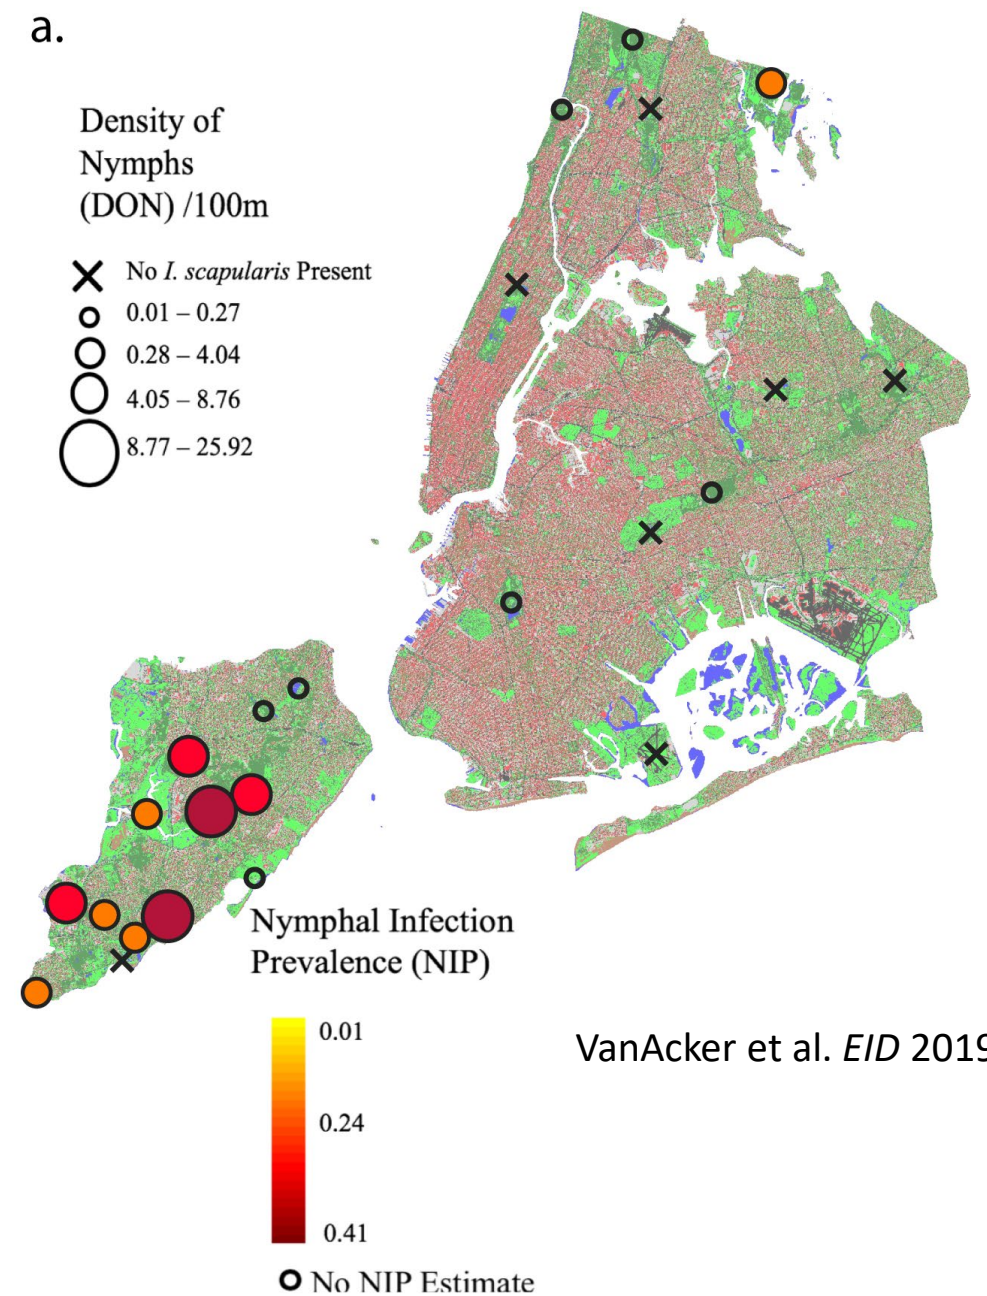 a.
Density of
Nymphs
(DON) /100m
No I. scapularis Present
0.01 – 0.27
0.28 – 4.04
4.05 – 8.76
8.77 – 25.92
Nymphal Infection
Prevalence (NIP)
0.01
0.24
0.41
No NIP Estimate
VanAcker et al. EID 2019